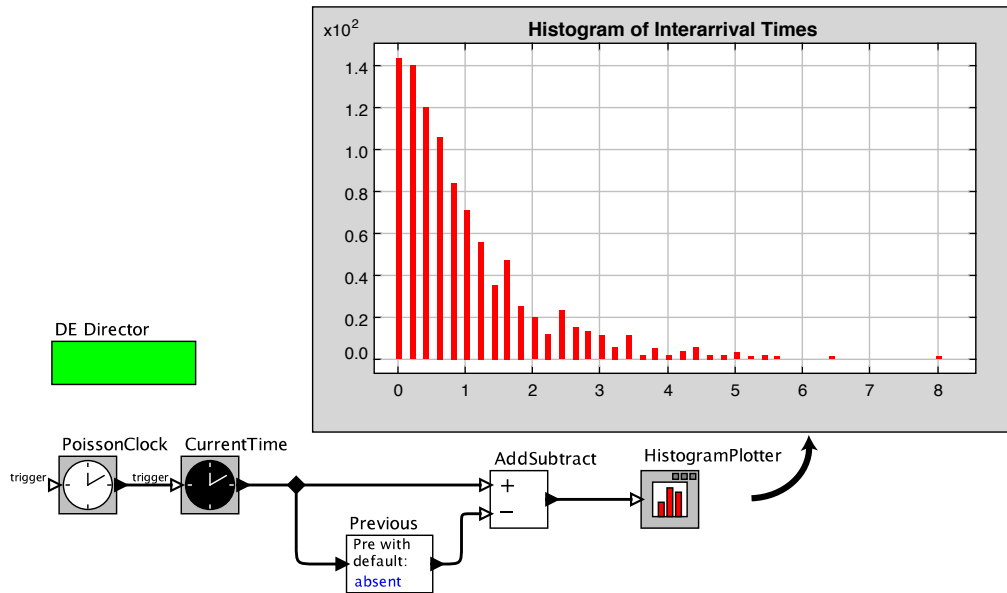 x10²
Histogram of Interarrival Times
1.4
1.2
1.0
0.8
0.6
0.4
0.2
0.0
0 1 2 3 4 5 6 7 8
DE Director
PoissonClock
CurrentTime
trigger
trigger
AddSubtract
+
−
HistogramPlotter
Previous
Pre with
default:
absent